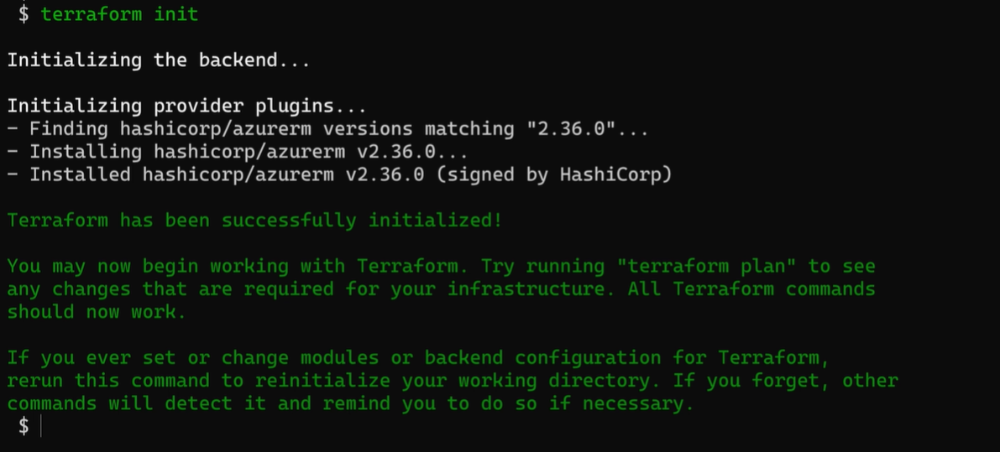 $ terraform init
Initializing the backend...
Initializing provider plugins...
- Finding hashicorp/azurerm versions matching "2.36.0"...
- Installing hashicorp/azurerm v2.36.0...
- Installed hashicorp/azurerm v2.36.0 (signed by HashiCorp)
Terraform has been successfully initialized!
You may now begin working with Terraform. Try running "terraform plan" to see
any changes that are required for your infrastructure. All Terraform commands
should now work.
If you ever set or change modules or backend configuration for Terraform,
rerun this command to reinitialize your working directory. If you forget, other
commands will detect it and remind you to do so if necessary.
$